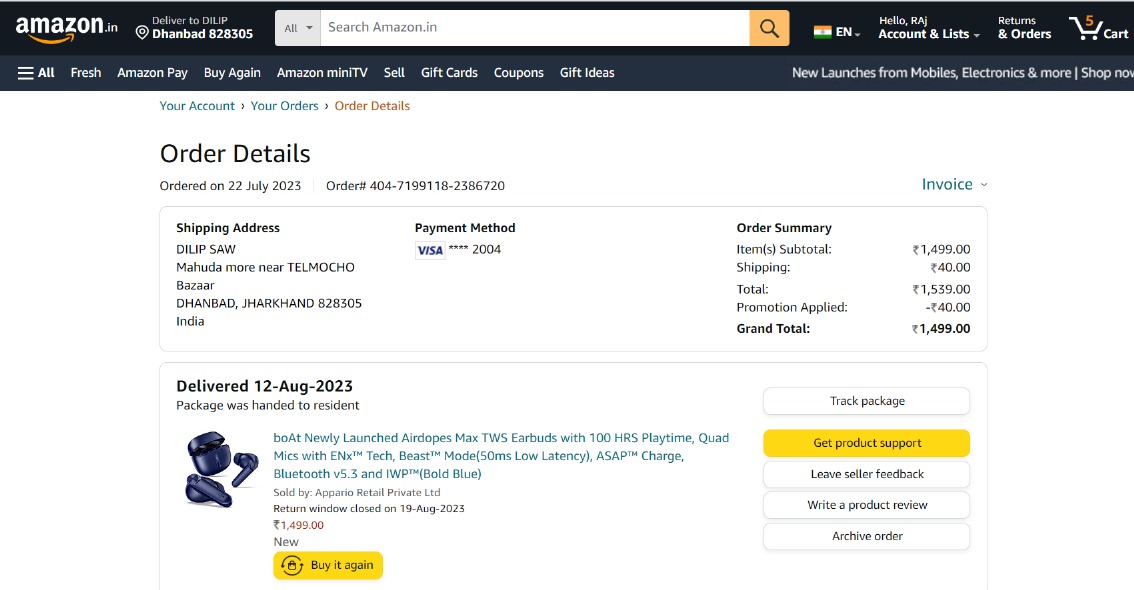 amazon.in
Deliver to DILIP
Dhanbad 828305
All
Search Amazon.in
EN
Hello, RAj
Account & Lists
Returns
& Orders
5
Cart
All
Fresh
Amazon Pay
Buy Again
Amazon miniTV
Sell
Gift Cards
Coupons
Gift Ideas
New Launches from Mobiles, Electronics & more | Shop now
Your Account › Your Orders › Order Details
Order Details
Ordered on 22 July 2023
Order# 404-7199118-2386720
Invoice
Shipping Address
DILIP SAW
Mahuda more near TELMOCHO
Bazaar
DHANBAD, JHARKHAND 828305
India
Payment Method
VISA **** 2004
Order Summary
Item(s) Subtotal: ₹1,499.00
Shipping: ₹40.00
Total: ₹1,539.00
Promotion Applied: -₹40.00
Grand Total: ₹1,499.00
Delivered 12-Aug-2023
Package was handed to resident
boAt Newly Launched Airdopes Max TWS Earbuds with 100 HRS Playtime, Quad
Mics with ENx™ Tech, Beast™ Mode(50ms Low Latency), ASAP™ Charge,
Bluetooth v5.3 and IWP™(Bold Blue)
Sold by: Appario Retail Private Ltd
Return window closed on 19-Aug-2023
₹1,499.00
New
Buy it again
Track package
Get product support
Leave seller feedback
Write a product review
Archive order